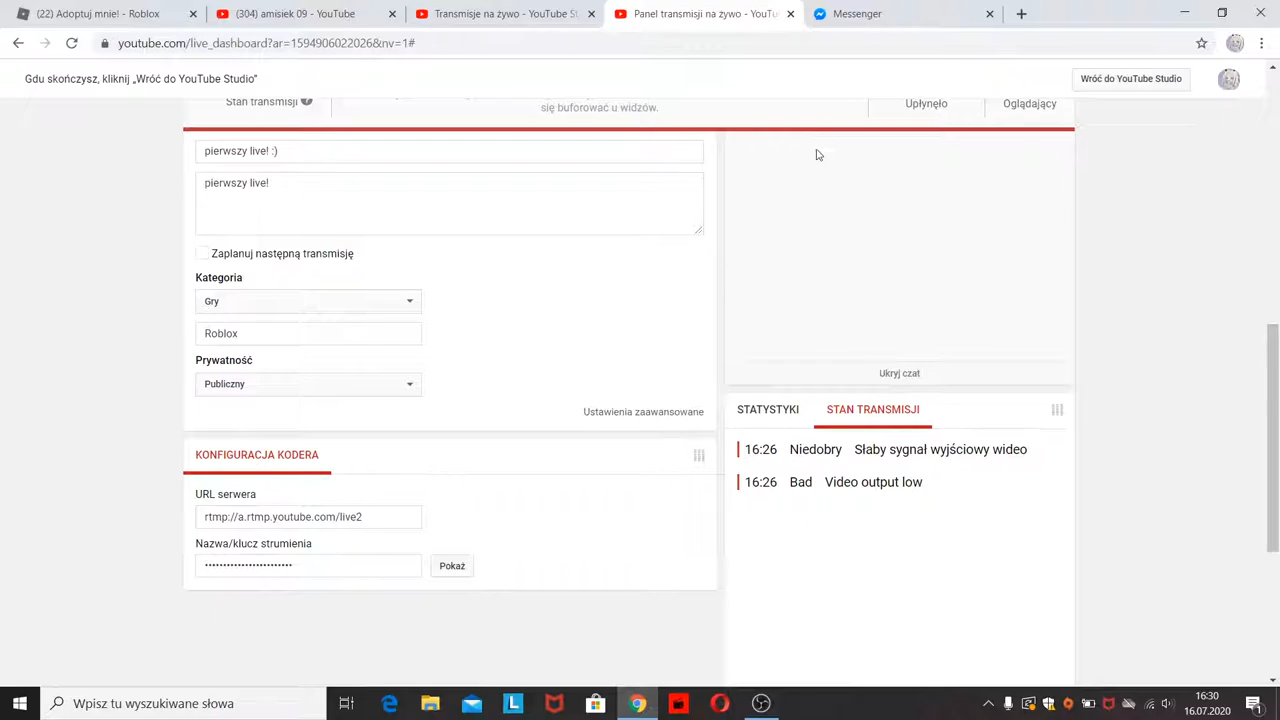 (22) Adoptuj mnie! - Roblox
(304) amisiek 09 - YouTube
Transmisje na żywo - YouTube St
Panel transmisji na żywo - YouTu
Messenger
youtube.com/live_dashboard?ar=1594906022026&nv=1#
Gdu skończysz, kliknij „Wróć do YouTube Studio”
Wróć do YouTube Studio
Stan transmisji
się buforować u widzów.
Upłynęło
Oglądający
pierwszy live! :)
pierwszy live!
Zaplanuj następną transmisję
Kategoria
Gry
Roblox
Prywatność
Publiczny
Ustawienia zaawansowane
Ukryj czat
STATYSTYKI
STAN TRANSMISJI
16:26 Niedobry Słaby sygnał wyjściowy wideo
16:26 Bad Video output low
KONFIGURACJA KODERA
URL serwera
rtmp://a.rtmp.youtube.com/live2
Nazwa/klucz strumienia
••••••••••••••••••••••••
Pokaż
Wpisz tu wyszukiwane słowa
16:30
16.07.2020